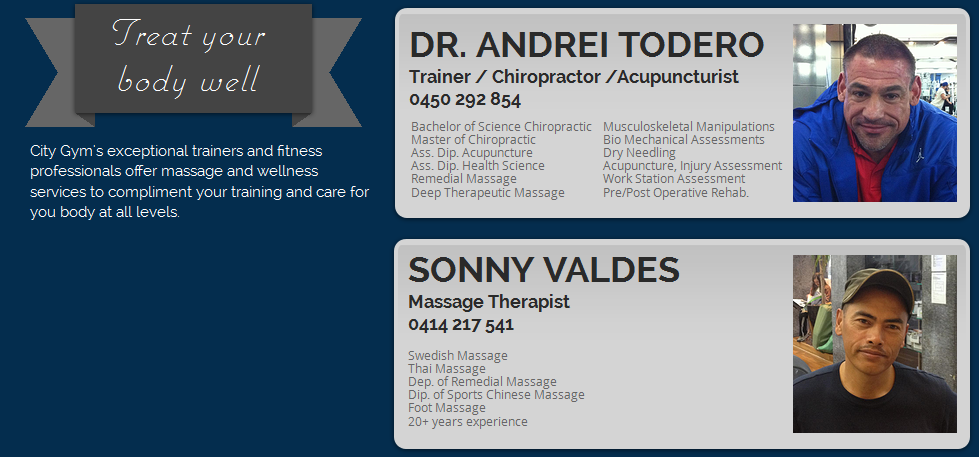 Treat your
body well
City Gym's exceptional trainers and fitness
professionals offer massage and wellness
services to compliment your training and care for
you body at all levels.
DR. ANDREI TODERO
Trainer / Chiropractor /Acupuncturist
0450 292 854
Bachelor of Science Chiropractic
Master of Chiropractic
Ass. Dip. Acupuncture
Ass. Dip. Health Science
Remedial Massage
Deep Therapeutic Massage
Musculoskeletal Manipulations
Bio Mechanical Assessments
Dry Needling
Acupuncture, Injury Assessment
Work Station Assessment
Pre/Post Operative Rehab.
SONNY VALDES
Massage Therapist
0414 217 541
Swedish Massage
Thai Massage
Dep. of Remedial Massage
Dip. of Sports Chinese Massage
Foot Massage
20+ years experience